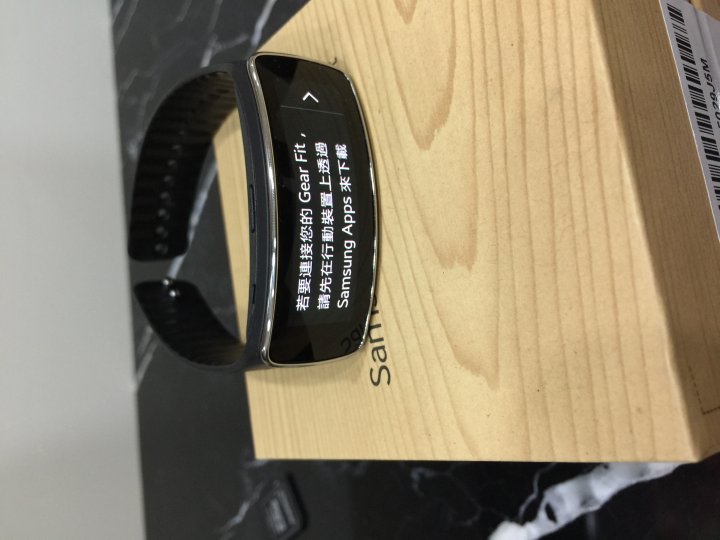 若要連接您的 Gear Fit，
請先在行動裝置上透過
Samsung Apps 來下載
Sam